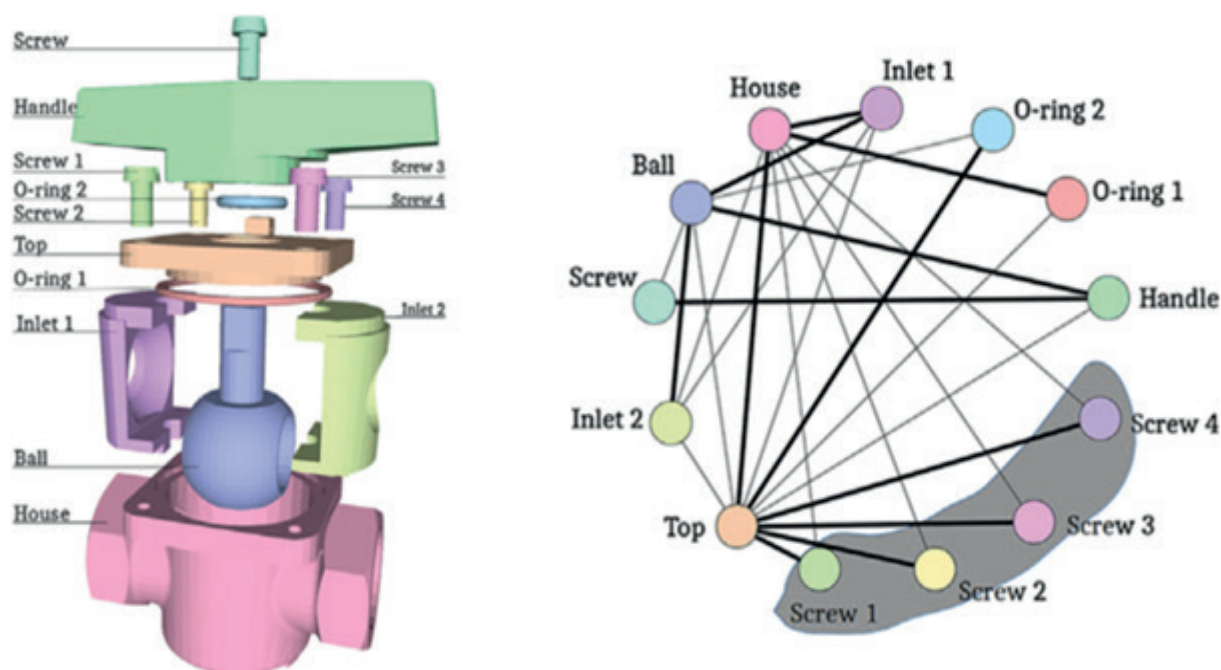 Screw
Handle
Screw 1
Screw 3
O-ring 2
Screw 2
Screw 4
Top
O-ring 1
Inlet 1
Inlet 2
Ball
House
House
Inlet 1
O-ring 2
Ball
O-ring 1
Screw
Handle
Inlet 2
Screw 4
Top
Screw 3
Screw 2
Screw 1